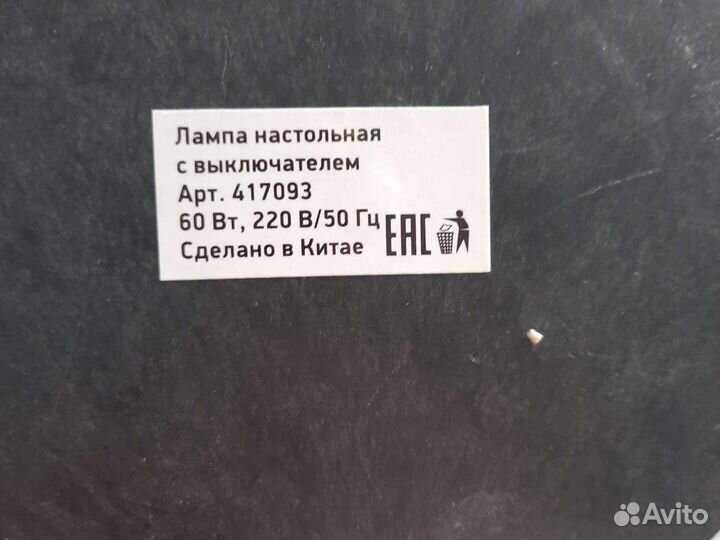 Лампа настольная
с выключателем
Арт. 417093
60 Вт, 220 В/50 Гц
Сделано в Китае EAC
Avito